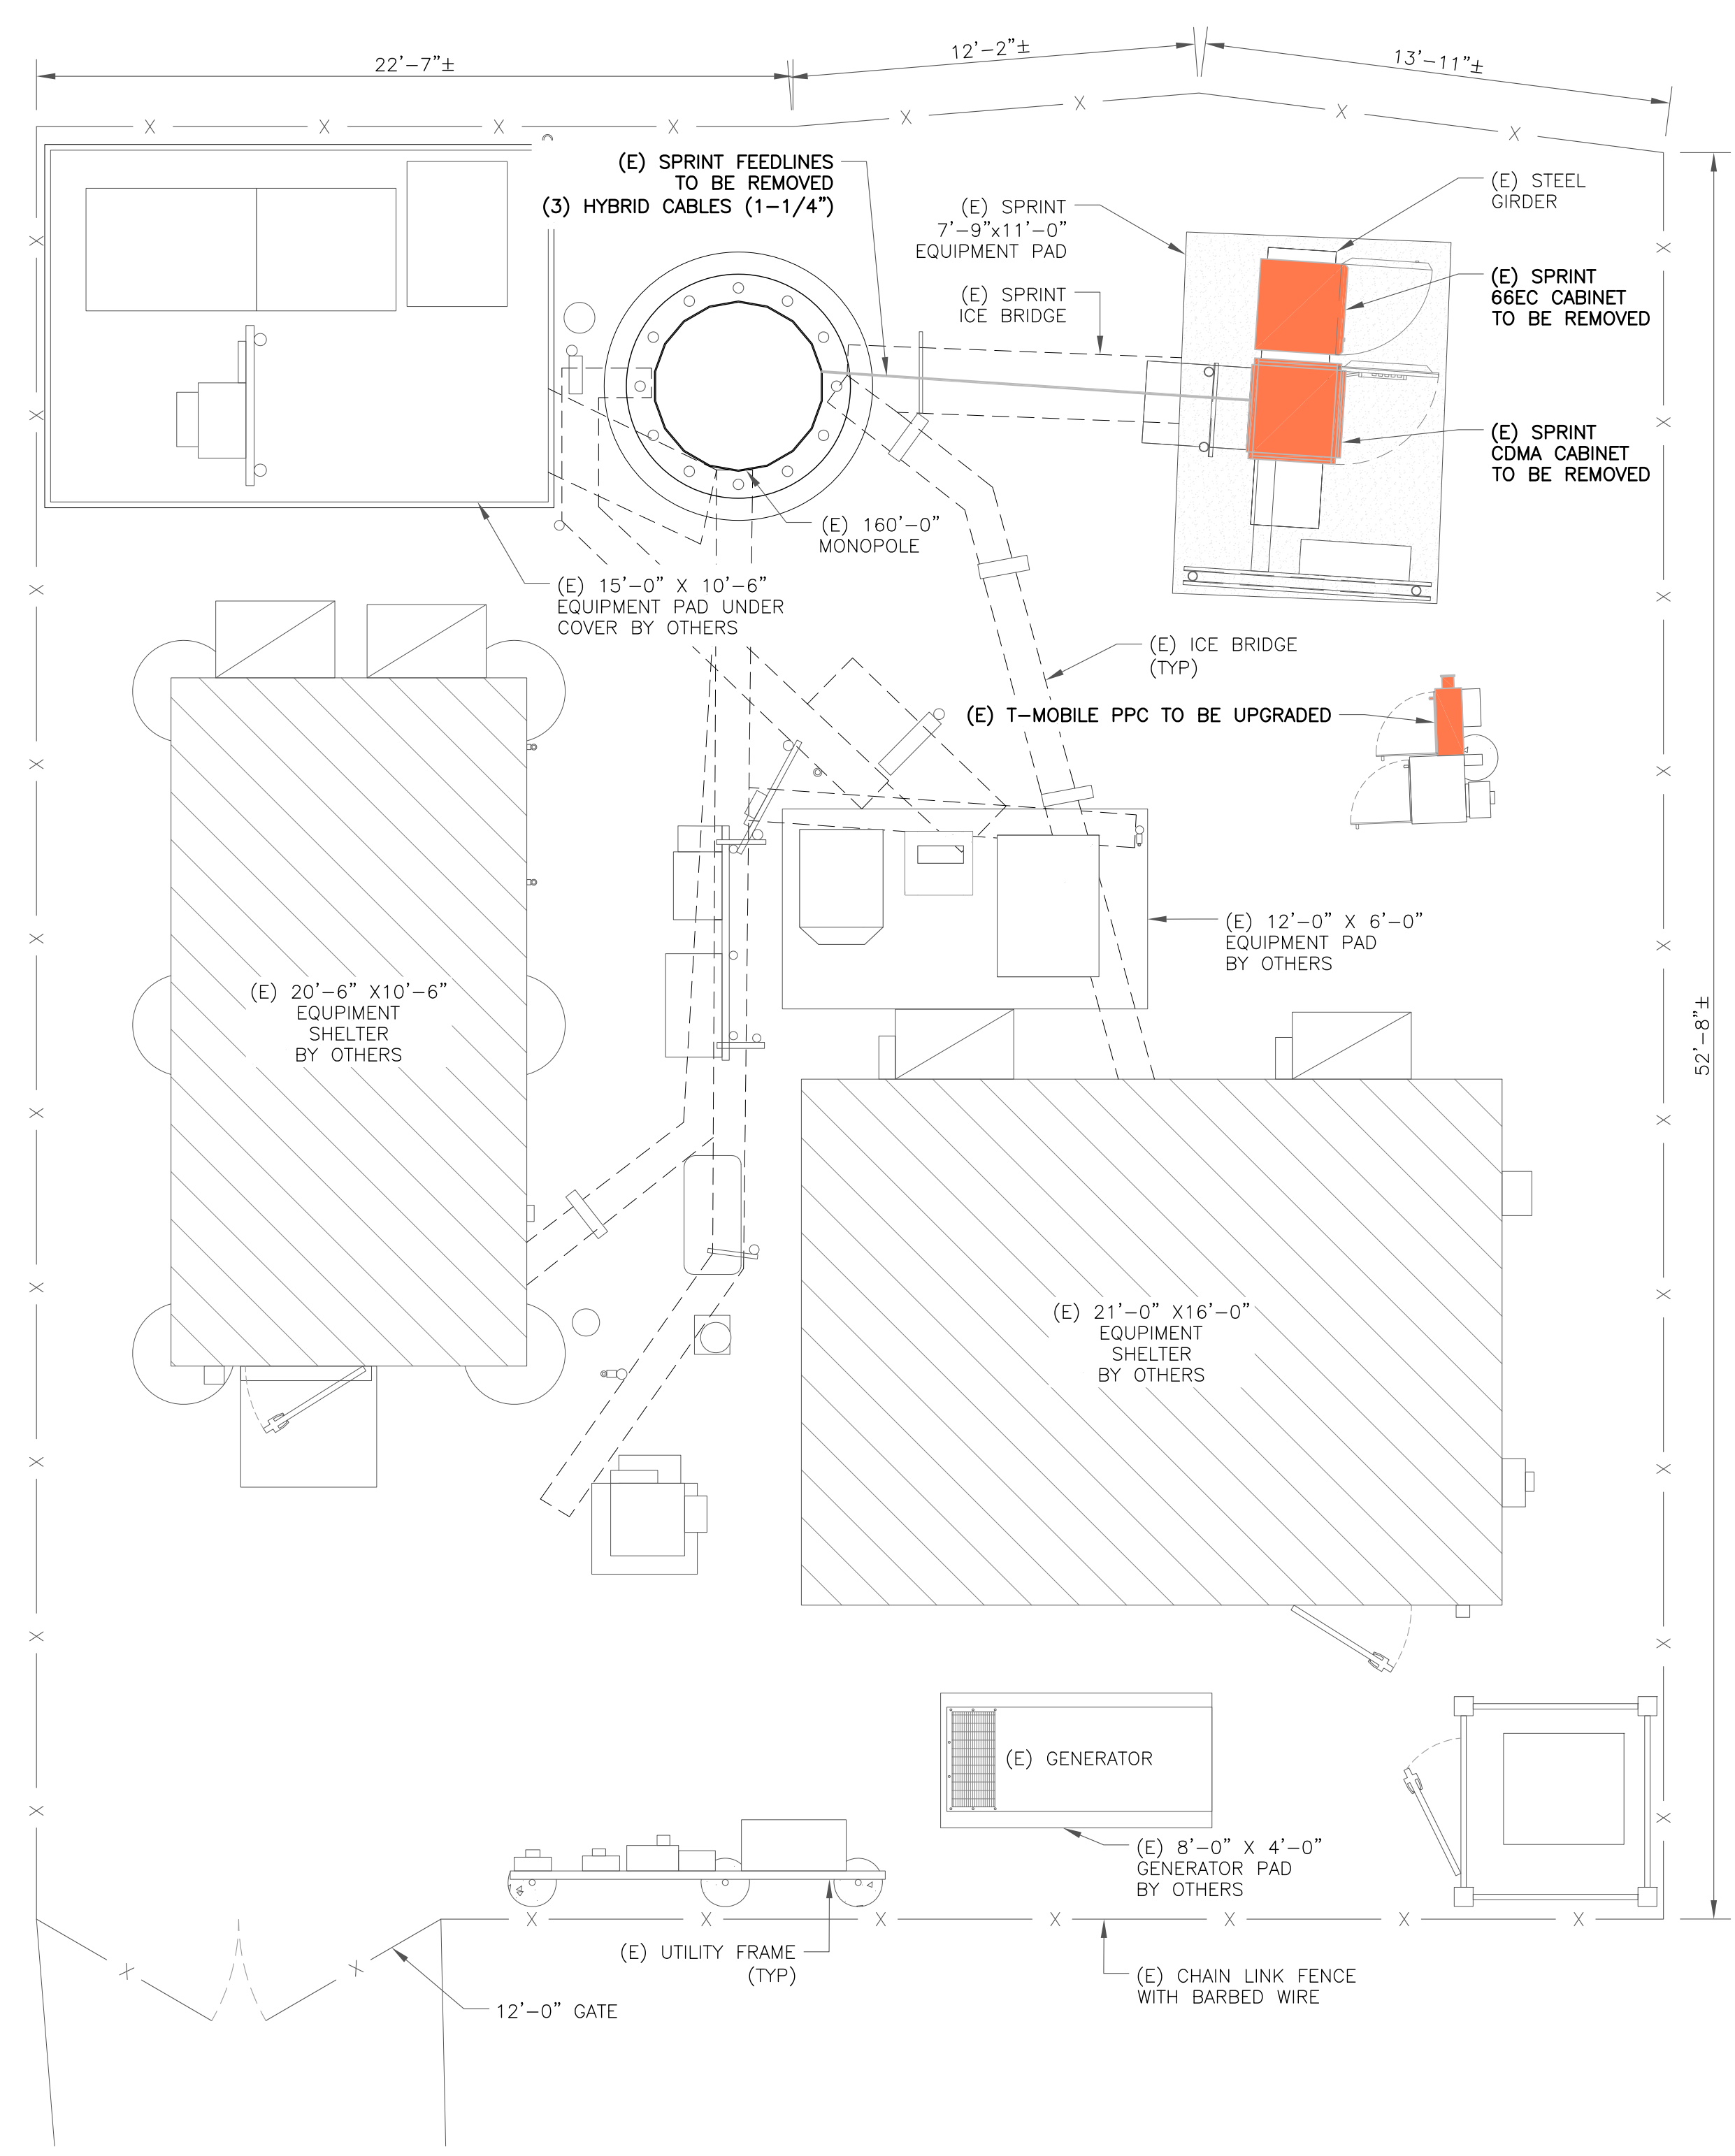 22'-7"±
12'-2"±
13'-11"±
(E) SPRINT FEEDLINES
TO BE REMOVED
(3) HYBRID CABLES (1-1/4")
(E) SPRINT
7'-9"x11'-0"
EQUIPMENT PAD
(E) SPRINT
ICE BRIDGE
(E) STEEL
GIRDER
(E) SPRINT
66EC CABINET
TO BE REMOVED
(E) SPRINT
CDMA CABINET
TO BE REMOVED
(E) 160'-0"
MONOPOLE
(E) 15'-0" X 10'-6"
EQUIPMENT PAD UNDER
COVER BY OTHERS
(E) ICE BRIDGE
(TYP)
(E) T-MOBILE PPC TO BE UPGRADED
(E) 12'-0" X 6'-0"
EQUIPMENT PAD
BY OTHERS
(E) 20'-6" X10'-6"
EQUPIMENT
SHELTER
BY OTHERS
52'-8"±
(E) 21'-0" X16'-0"
EQUPIMENT
SHELTER
BY OTHERS
(E) GENERATOR
(E) 8'-0" X 4'-0"
GENERATOR PAD
BY OTHERS
(E) UTILITY FRAME
(TYP)
(E) CHAIN LINK FENCE
WITH BARBED WIRE
12'-0" GATE